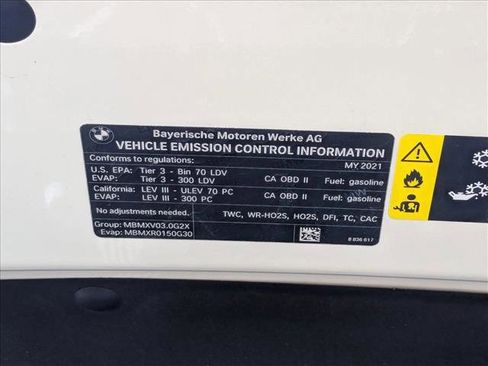 Bayerische Motoren Werke AG
VEHICLE EMISSION CONTROL INFORMATION
Conforms to regulations: MY 2021
U.S. EPA: Tier 3 - Bin 70 LDV
EVAP: Tier 3 - 300 LDV CA OBD II Fuel: gasoline
California: LEV III - ULEV 70 PC
EVAP: LEV III - 300 PC CA OBD II Fuel: gasoline
No adjustments needed. TWC, WR-HO2S, HO2S, DFI, TC, CAC
Group: MBMXV03.0G2X
Evap: MBMXR0150G30
8 836 617